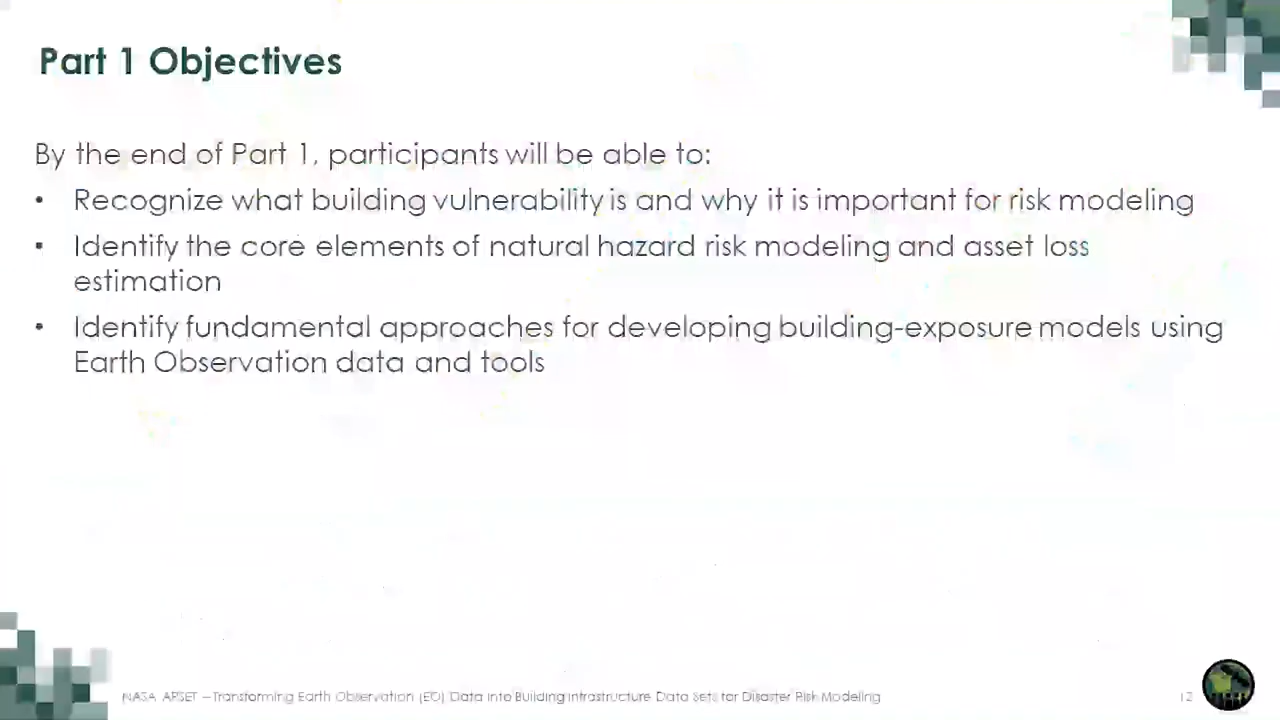 Part 1 Objectives
By the end of Part 1, participants will be able to:
• Recognize what building vulnerability is and why it is important for risk modeling
• Identify the core elements of natural hazard risk modeling and asset loss
estimation
• Identify fundamental approaches for developing building-exposure models using
Earth Observation data and tools
NASA ARSET – Transforming Earth Observation (EO) Data into Building Infrastructure Data Sets for Disaster Risk Modeling
12